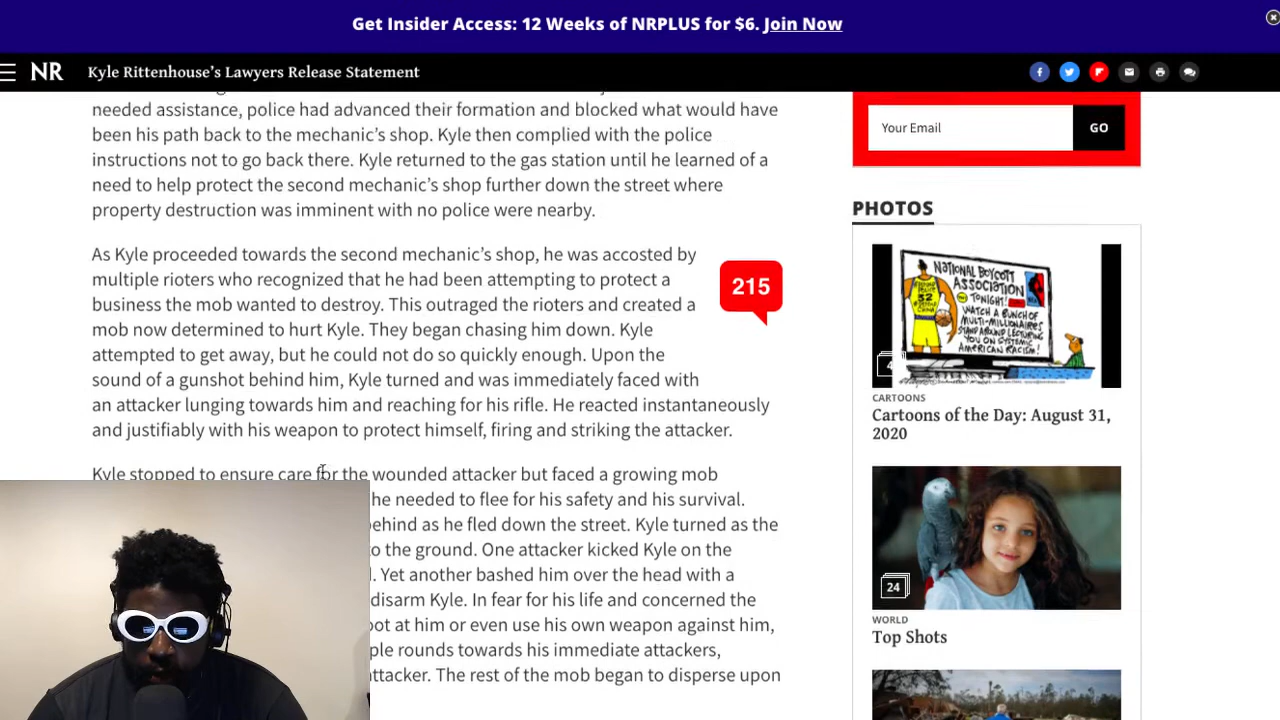 Get Insider Access: 12 Weeks of NRPLUS for $6. Join Now
NR
Kyle Rittenhouse's Lawyers Release Statement
needed assistance, police had advanced their formation and blocked what would have
been his path back to the mechanic's shop. Kyle then complied with the police
instructions not to go back there. Kyle returned to the gas station until he learned of a
need to help protect the second mechanic's shop further down the street where
property destruction was imminent with no police were nearby.
As Kyle proceeded towards the second mechanic's shop, he was accosted by
multiple rioters who recognized that he had been attempting to protect a
business the mob wanted to destroy. This outraged the rioters and created a
mob now determined to hurt Kyle. They began chasing him down. Kyle
attempted to get away, but he could not do so quickly enough. Upon the
sound of a gunshot behind him, Kyle turned and was immediately faced with
an attacker lunging towards him and reaching for his rifle. He reacted instantaneously
and justifiably with his weapon to protect himself, firing and striking the attacker.
215
Kyle stopped to ensure care for the wounded attacker but faced a growing mob
he needed to flee for his safety and his survival.
behind as he fled down the street. Kyle turned as the
to the ground. One attacker kicked Kyle on the
Yet another bashed him over the head with a
disarm Kyle. In fear for his life and concerned the
at him or even use his own weapon against him,
rounds towards his immediate attackers,
attacker. The rest of the mob began to disperse upon
Your Email
GO
PHOTOS
NATIONAL BOYCOTT
ASSOCIATION
TONIGHT!
WATCH A BUNCH OF
MULTI-MILLIONAIRES
STAND AROUND LECTURING
YOU ON SYSTEMIC
AMERICAN RACISM!
32
CARTOONS
Cartoons of the Day: August 31,
2020
24
WORLD
Top Shots